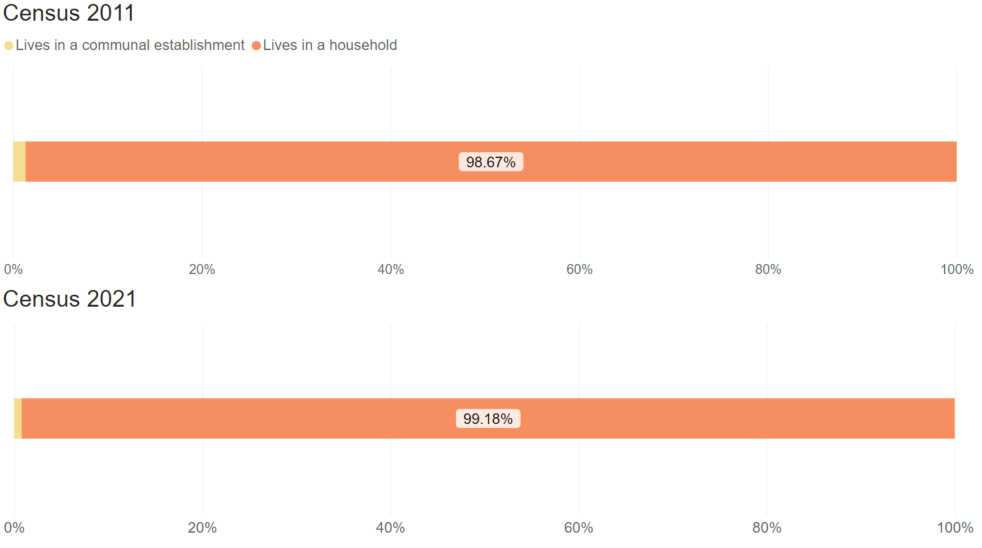 Census 2011
Lives in a communal establishment Lives in a household
98.67%
0% 20% 40% 60% 80% 100%
Census 2021
99.18%
0% 20% 40% 60% 80% 100%